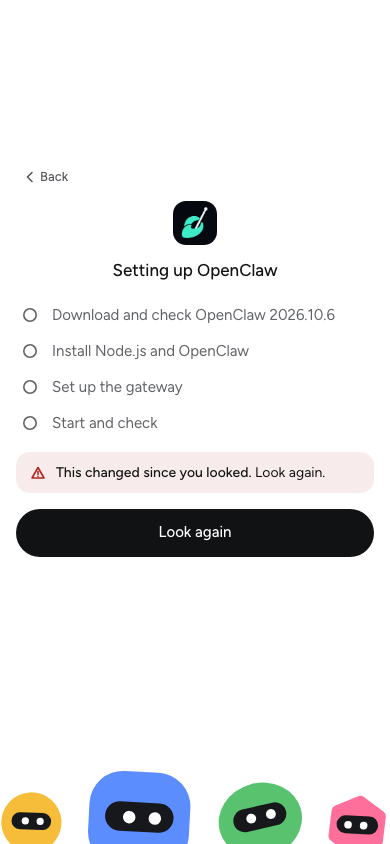 Back
Setting up OpenClaw
Download and check OpenClaw 2026.10.6
Install Node.js and OpenClaw
Set up the gateway
Start and check
This changed since you looked. Look again.
Look again